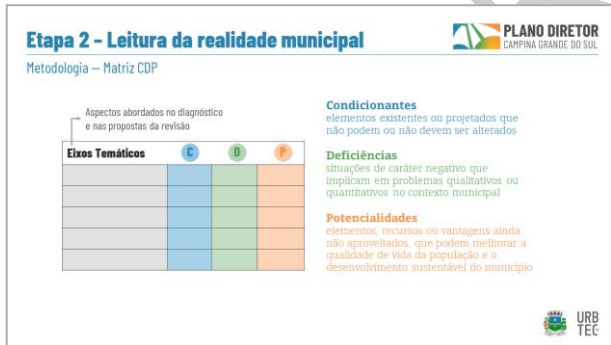 Etapa 2 – Leitura da realidade municipal
PLANO DIRETOR
CAMPINA GRANDE DO SUL
Metodologia – Matriz CDP
Aspectos abordados no diagnóstico
e nas propostas da revisão
Eixos Temáticos C D P
Condicionantes
elementos existentes ou projetados que
não podem ou não devem ser alterados
Deficiências
situações de caráter negativo que
implicam em problemas qualitativos ou
quantitativos no contexto municipal
Potencialidades
elementos, recursos ou vantagens ainda
não aproveitados, que podem melhorar a
qualidade de vida da população e o
desenvolvimento sustentável do município
URB
TEC